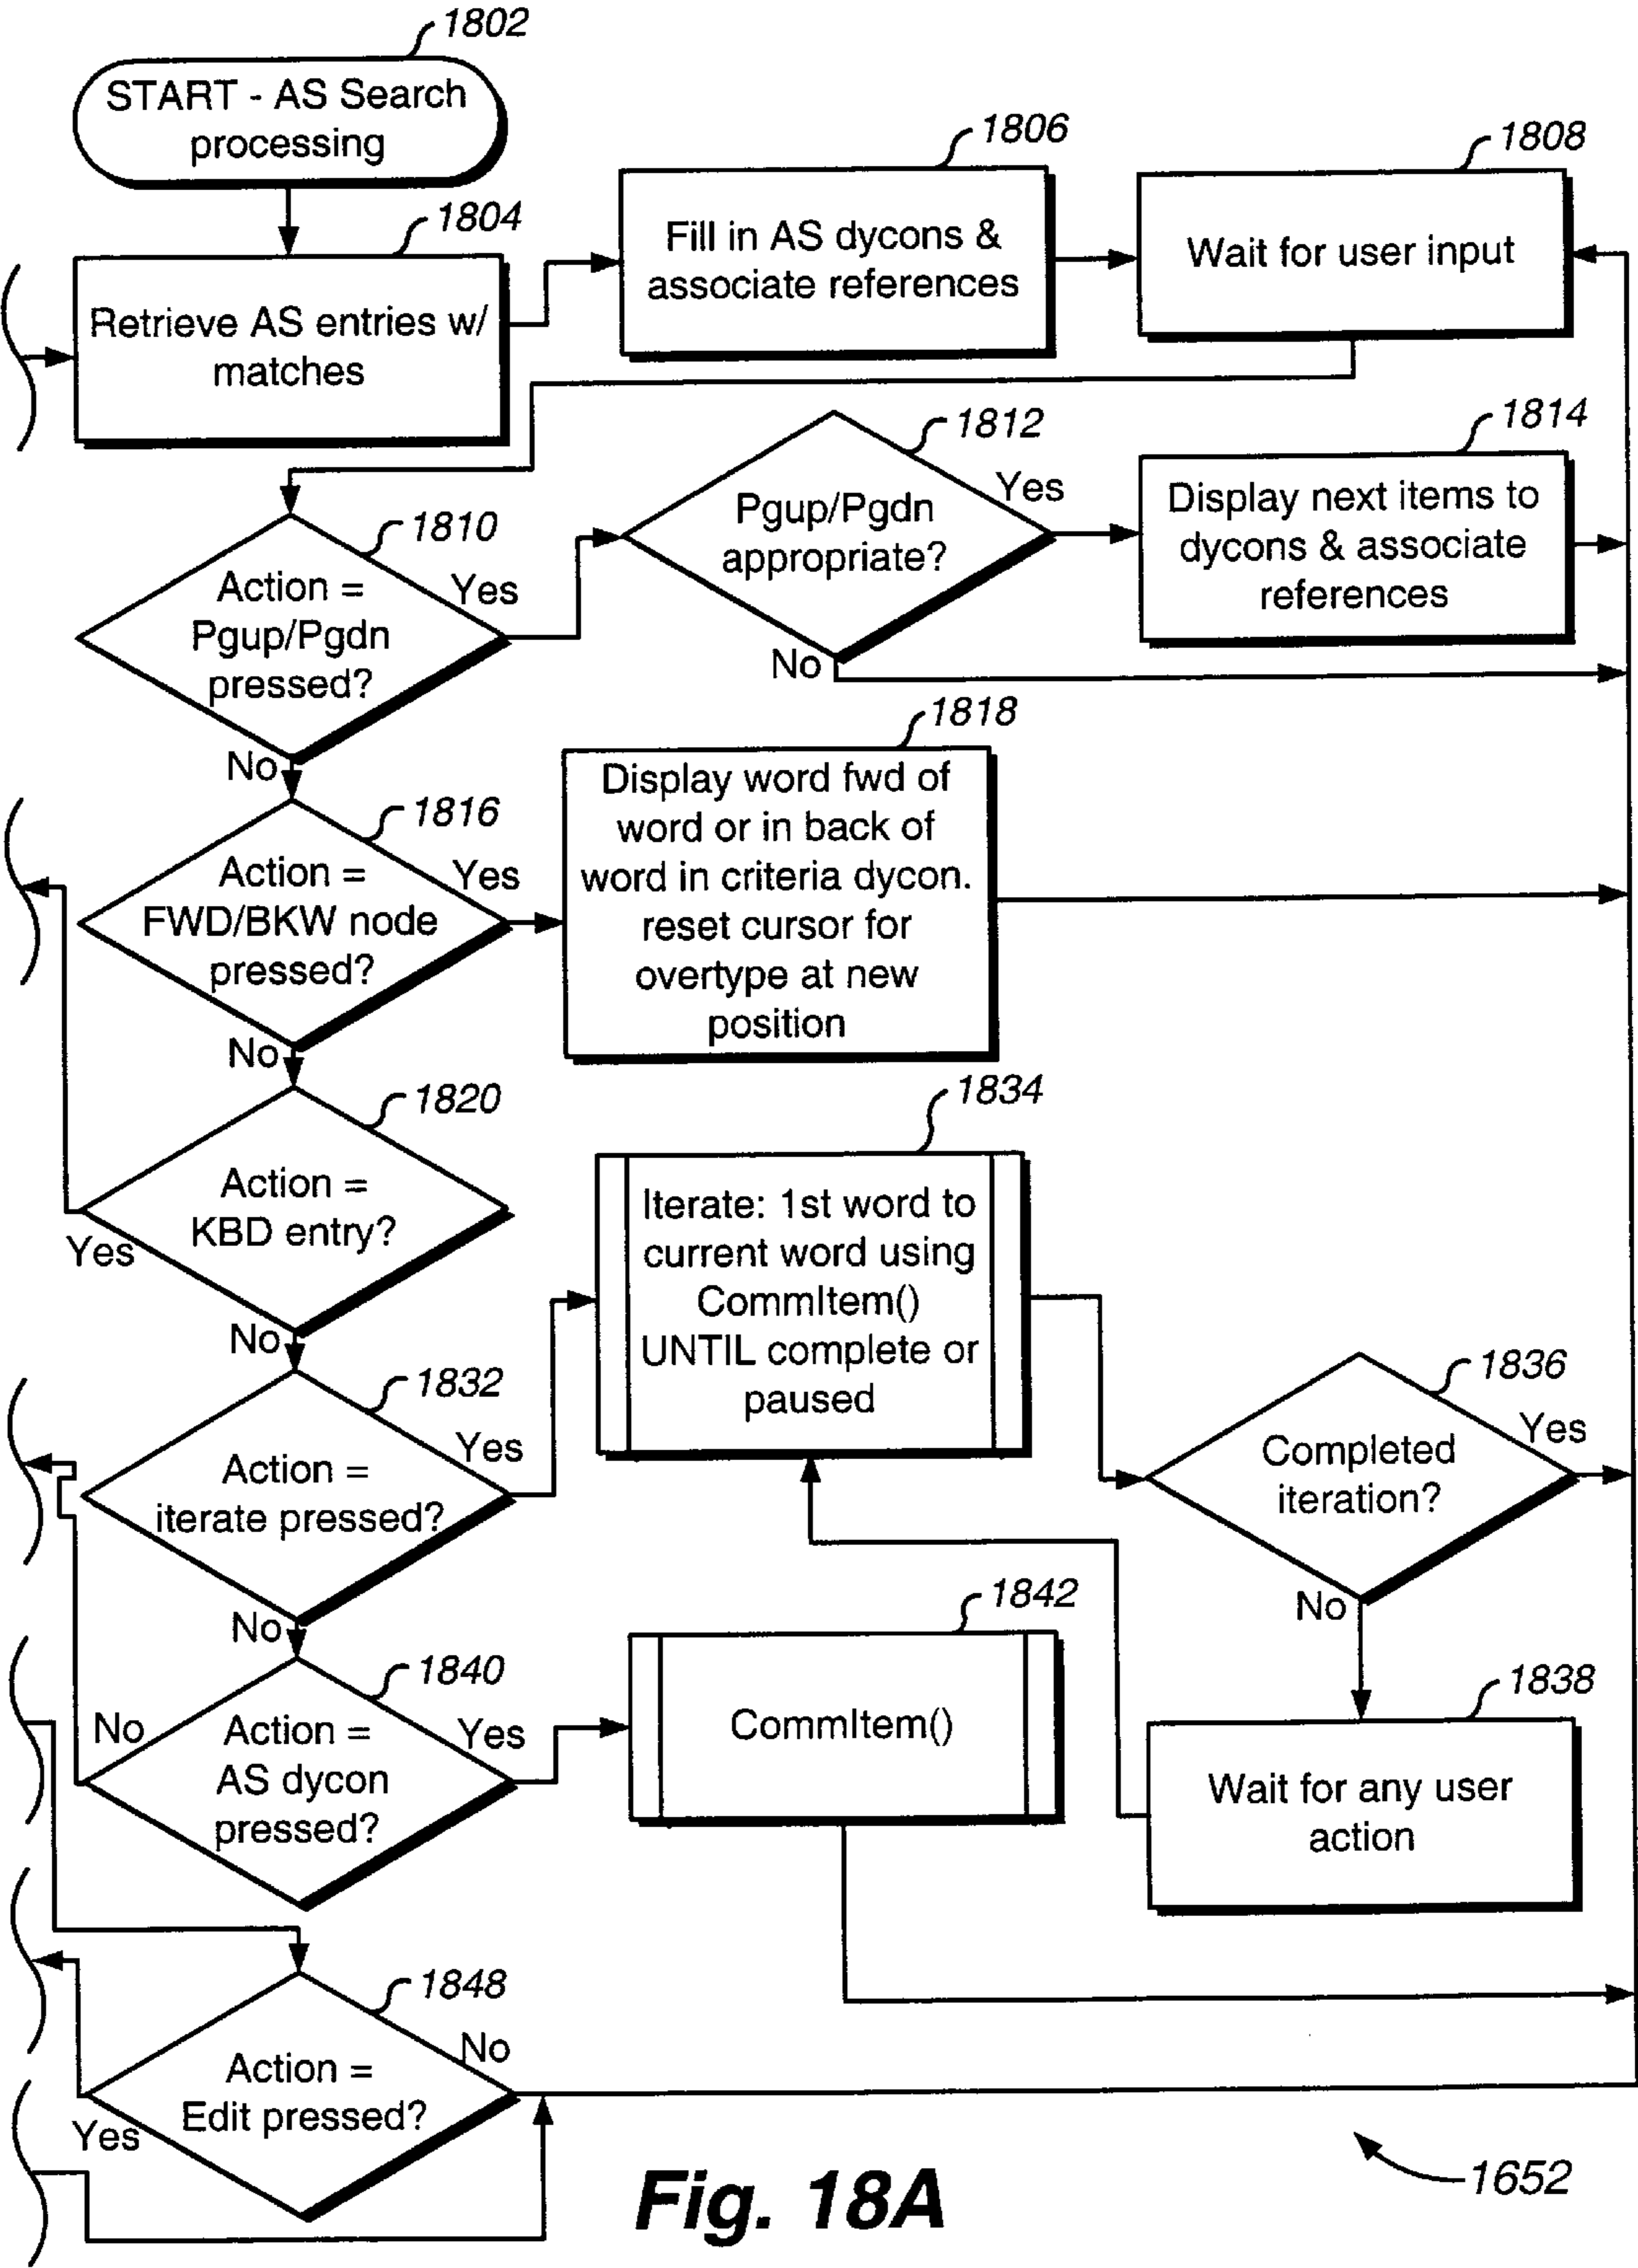 1802
START - AS Search
processing
1804
Retrieve AS entries w/
matches
1806
Fill in AS dycons &
associate references
1808
Wait for user input
1810
Action =
Pgup/Pgdn
pressed?
Yes
No
1812
Pgup/Pgdn
appropriate?
Yes
No
1814
Display next items to
dycons & associate
references
1816
Action =
FWD/BKW node
pressed?
Yes
No
1818
Display word fwd of
word or in back of
word in criteria dycon.
reset cursor for
overtype at new
position
1820
Action =
KBD entry?
Yes
No
1832
Action =
iterate pressed?
Yes
No
1834
Iterate: 1st word to
current word using
CommItem()
UNTIL complete or
paused
1836
Completed
iteration?
Yes
No
1838
Wait for any user
action
1840
Action =
AS dycon
pressed?
No
Yes
1842
CommItem()
1848
Action =
Edit pressed?
No
Yes
1652
Fig. 18A